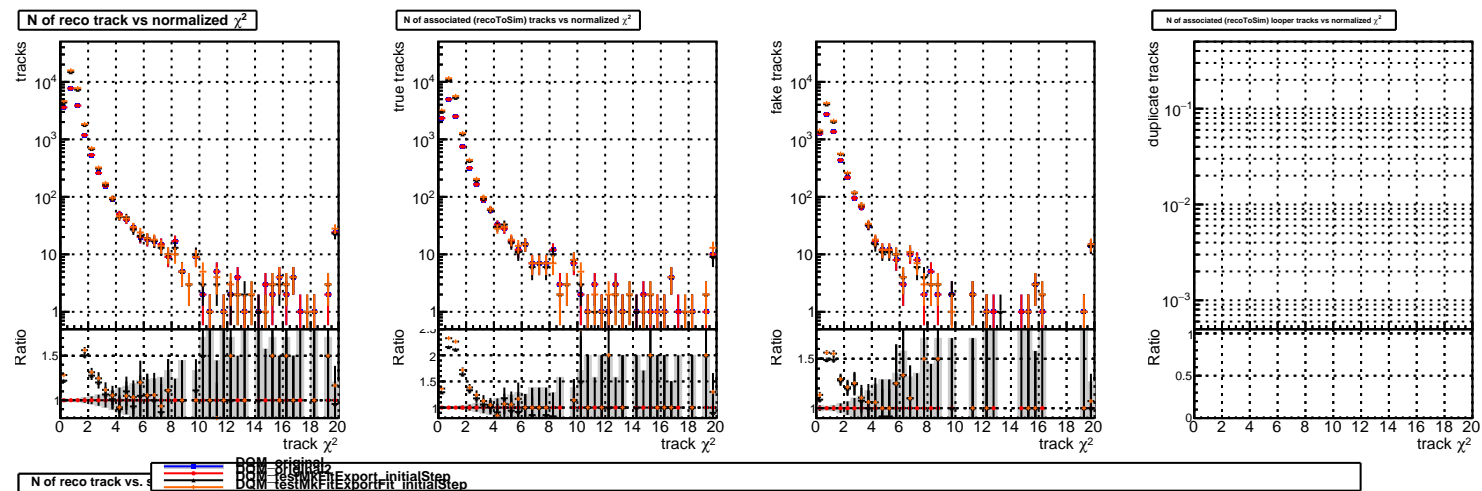 N of reco track vs normalized χ²
N of associated (recoToSim) tracks vs normalized χ²
N of associated (recoToSim) looper tracks vs normalized χ²
tracks
10⁴
10³
10²
10
1
Ratio
1.5
1
0 2 4 6 8 10 12 14 16 18 20
track χ²
true tracks
10⁴
10³
10²
10
1
Ratio
2.5
2
1.5
1
0 2 4 6 8 10 12 14 16 18 20
track χ²
fake tracks
10⁴
10³
10²
10
1
Ratio
1.5
1
0 2 4 6 8 10 12 14 16 18 20
track χ²
duplicate tracks
10⁻¹
10⁻²
10⁻³
Ratio
1
0.5
0
0 2 4 6 8 10 12 14 16 18 20
track χ²
N of reco track vs. s
DQM_original
DQM_original2
DQM_testMkFitExport_initialStep
DQM_testMkFitExportFit_initialStep